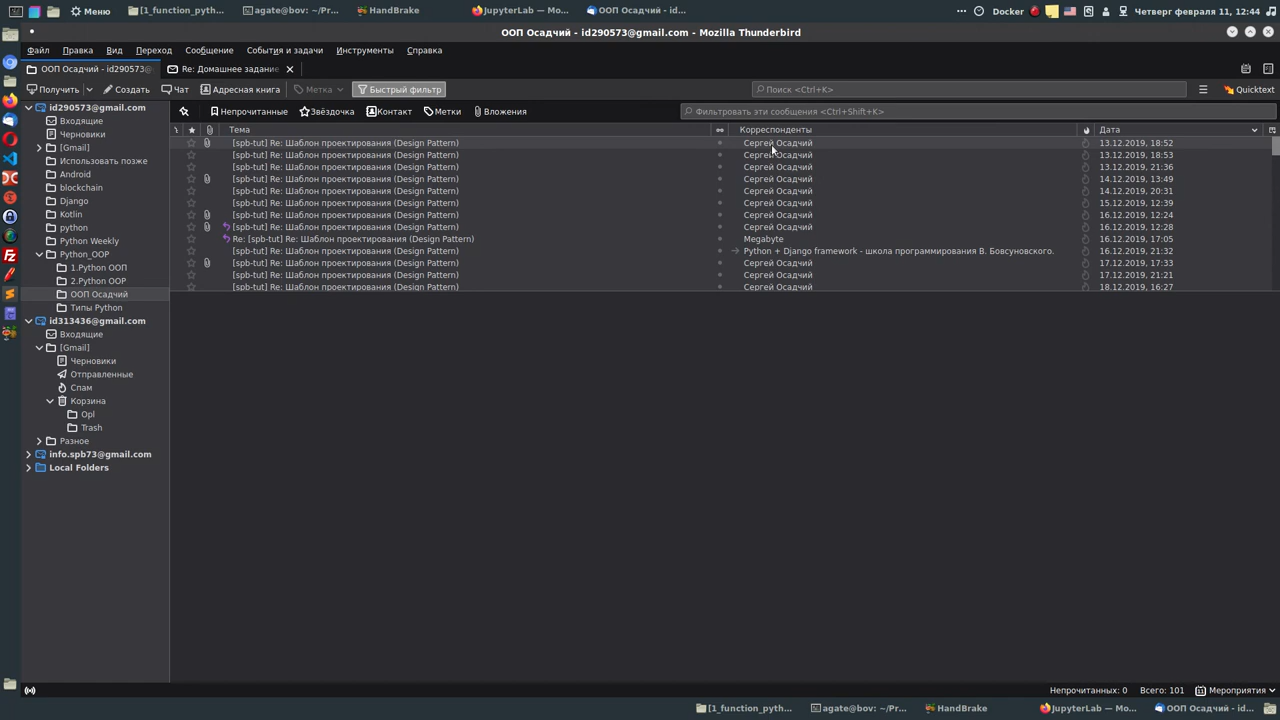 Меню
[1_function_pyth...
agate@bov: ~/Pr...
HandBrake
JupyterLab — Mo...
ООП Осадчий - id...
Docker
Четверг февраля 11, 12:44
ООП Осадчий - id290573@gmail.com - Mozilla Thunderbird
Файл Правка Вид Переход Сообщение События и задачи Инструменты Справка
ООП Осадчий - id290573@g
Re: Домашнее задание
Получить Создать Чат Адресная книга Метка Быстрый фильтр
Поиск <Ctrl+K>
Quicktext
Непрочитанные Звёздочка Контакт Метки Вложения
Фильтровать эти сообщения <Ctrl+Shift+K>
Тема Корреспонденты Дата
[spb-tut] Re: Шаблон проектирования (Design Pattern) Сергей Осадчий 13.12.2019, 18:52
[spb-tut] Re: Шаблон проектирования (Design Pattern) Сергей Осадчий 13.12.2019, 18:53
[spb-tut] Re: Шаблон проектирования (Design Pattern) Сергей Осадчий 13.12.2019, 21:36
[spb-tut] Re: Шаблон проектирования (Design Pattern) Сергей Осадчий 14.12.2019, 13:49
[spb-tut] Re: Шаблон проектирования (Design Pattern) Сергей Осадчий 14.12.2019, 20:31
[spb-tut] Re: Шаблон проектирования (Design Pattern) Сергей Осадчий 15.12.2019, 12:39
[spb-tut] Re: Шаблон проектирования (Design Pattern) Сергей Осадчий 16.12.2019, 12:24
[spb-tut] Re: Шаблон проектирования (Design Pattern) Сергей Осадчий 16.12.2019, 12:28
Re: [spb-tut] Re: Шаблон проектирования (Design Pattern) Megabyte 16.12.2019, 17:05
[spb-tut] Re: Шаблон проектирования (Design Pattern) Python + Django framework - школа программирования В. Бовсуновского. 16.12.2019, 21:32
[spb-tut] Re: Шаблон проектирования (Design Pattern) Сергей Осадчий 17.12.2019, 17:33
[spb-tut] Re: Шаблон проектирования (Design Pattern) Сергей Осадчий 17.12.2019, 21:21
[spb-tut] Re: Шаблон проектирования (Design Pattern) Сергей Осадчий 18.12.2019, 16:27
id290573@gmail.com
Входящие
Черновики
[Gmail]
Использовать позже
Android
blockchain
Django
Kotlin
python
Python Weekly
Python_OOP
1.Python ООП
2.Python OOP
ООП Осадчий
Типы Python
id313436@gmail.com
Входящие
[Gmail]
Черновики
Отправленные
Спам
Корзина
Opl
Trash
Разное
info.spb73@gmail.com
Local Folders
Непрочитанных: 0 Всего: 101 Мероприятия
[1_function_pyth...
agate@bov: ~/Pr...
HandBrake
JupyterLab — Mo...
ООП Осадчий - id...